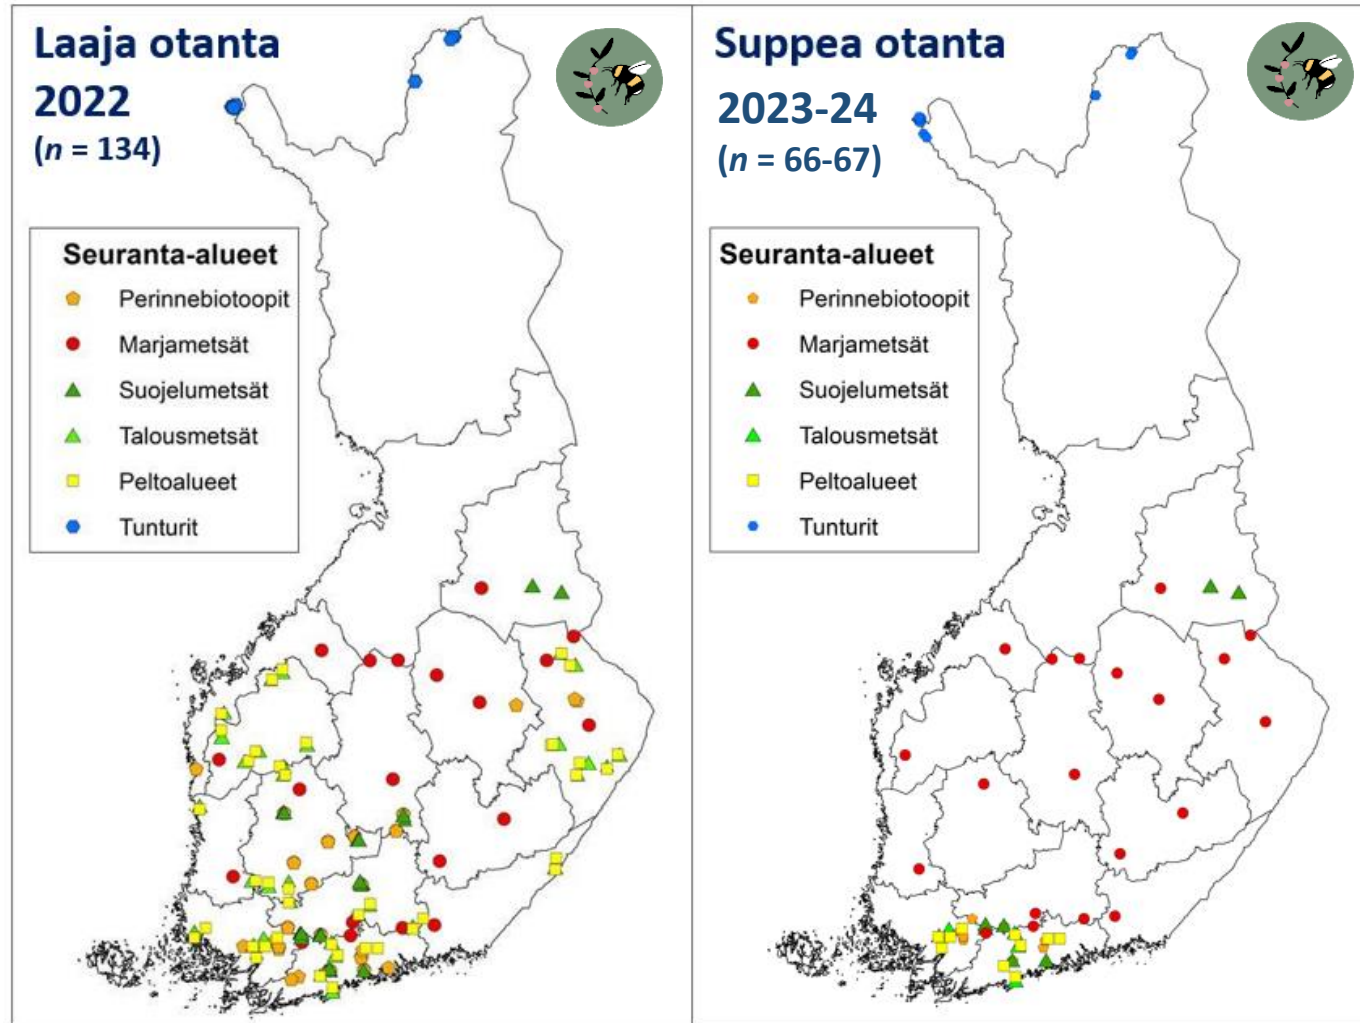 Laaja otanta
2022
(n = 134)
Seuranta-alueet
Perinnebiotoopit
Marjametsät
Suojelumetsät
Talousmetsät
Peltoalueet
Tunturit
Suppea otanta
2023-24
(n = 66-67)
Seuranta-alueet
Perinnebiotoopit
Marjametsät
Suojelumetsät
Talousmetsät
Peltoalueet
Tunturit